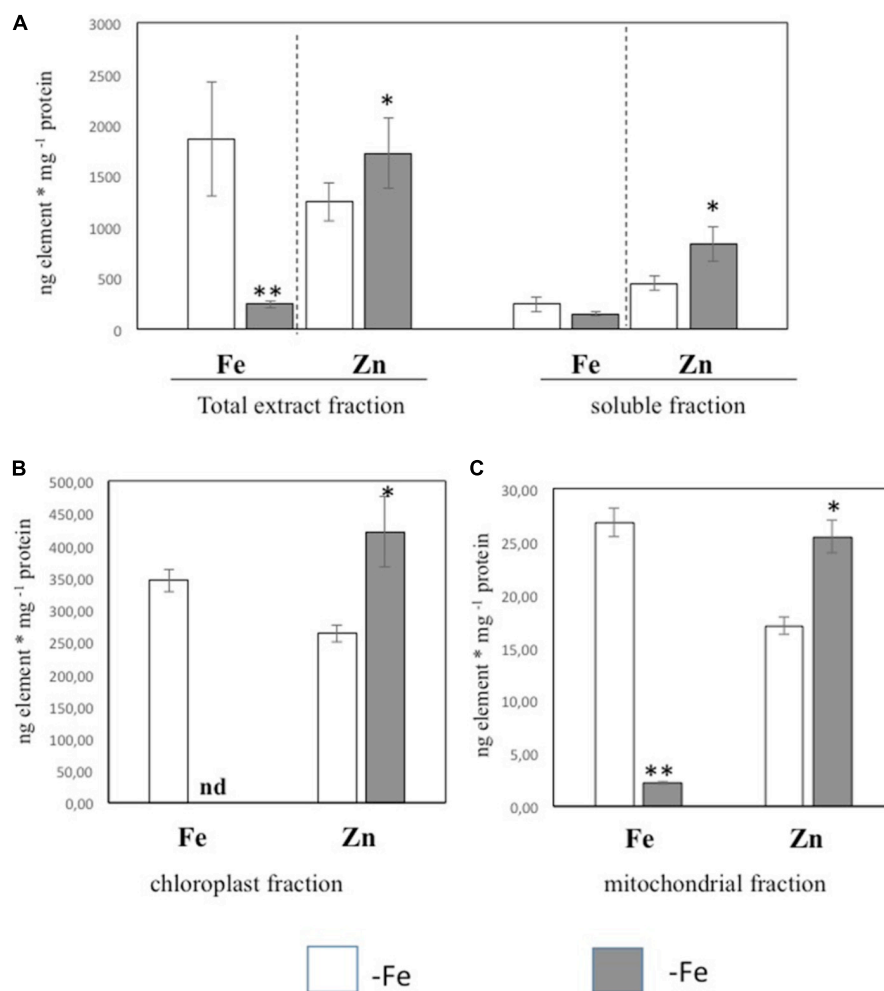 A
3000
2500
2000
1500
1000
500
0
ng element * mg -1 protein
*
**
*
Fe Zn Fe Zn
Total extract fraction soluble fraction
B
500,00
450,00
400,00
350,00
300,00
250,00
200,00
150,00
100,00
50,00
0,00
ng element * mg -1 protein
*
nd
Fe Zn
chloroplast fraction
C
30,00
25,00
20,00
15,00
10,00
5,00
0,00
ng element * mg -1 protein
*
**
Fe Zn
mitochondrial fraction
-Fe -Fe